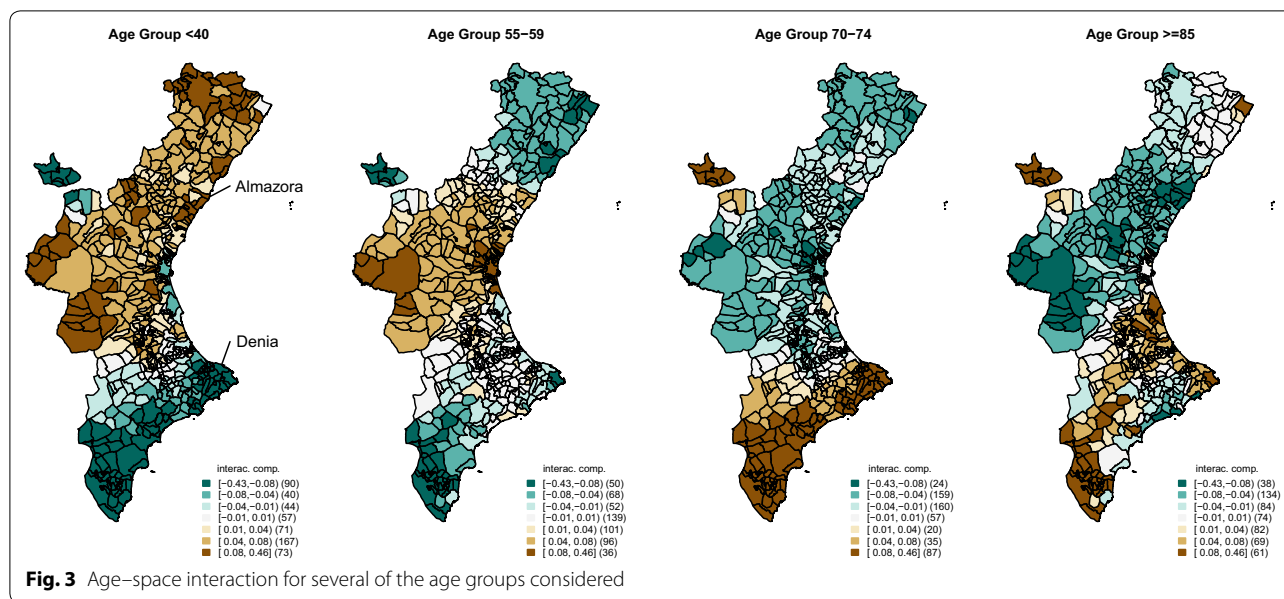 Age Group <40
Age Group 55−59
Age Group 70−74
Age Group >=85
Almazora
Denia
interac. comp.
[−0.43,−0.08) (90)
[−0.08,−0.04) (40)
[−0.04,−0.01) (44)
[−0.01, 0.01) (57)
[ 0.01, 0.04) (71)
[ 0.04, 0.08) (167)
[ 0.08, 0.46] (73)
interac. comp.
[−0.43,−0.08) (50)
[−0.08,−0.04) (68)
[−0.04,−0.01) (52)
[−0.01, 0.01) (139)
[ 0.01, 0.04) (101)
[ 0.04, 0.08) (96)
[ 0.08, 0.46] (36)
interac. comp.
[−0.43,−0.08) (24)
[−0.08,−0.04) (159)
[−0.04,−0.01) (160)
[−0.01, 0.01) (57)
[ 0.01, 0.04) (20)
[ 0.04, 0.08) (35)
[ 0.08, 0.46] (87)
interac. comp.
[−0.43,−0.08) (38)
[−0.08,−0.04) (134)
[−0.04,−0.01) (84)
[−0.01, 0.01) (74)
[ 0.01, 0.04) (82)
[ 0.04, 0.08) (69)
[ 0.08, 0.46] (61)
Fig. 3 Age–space interaction for several of the age groups considered